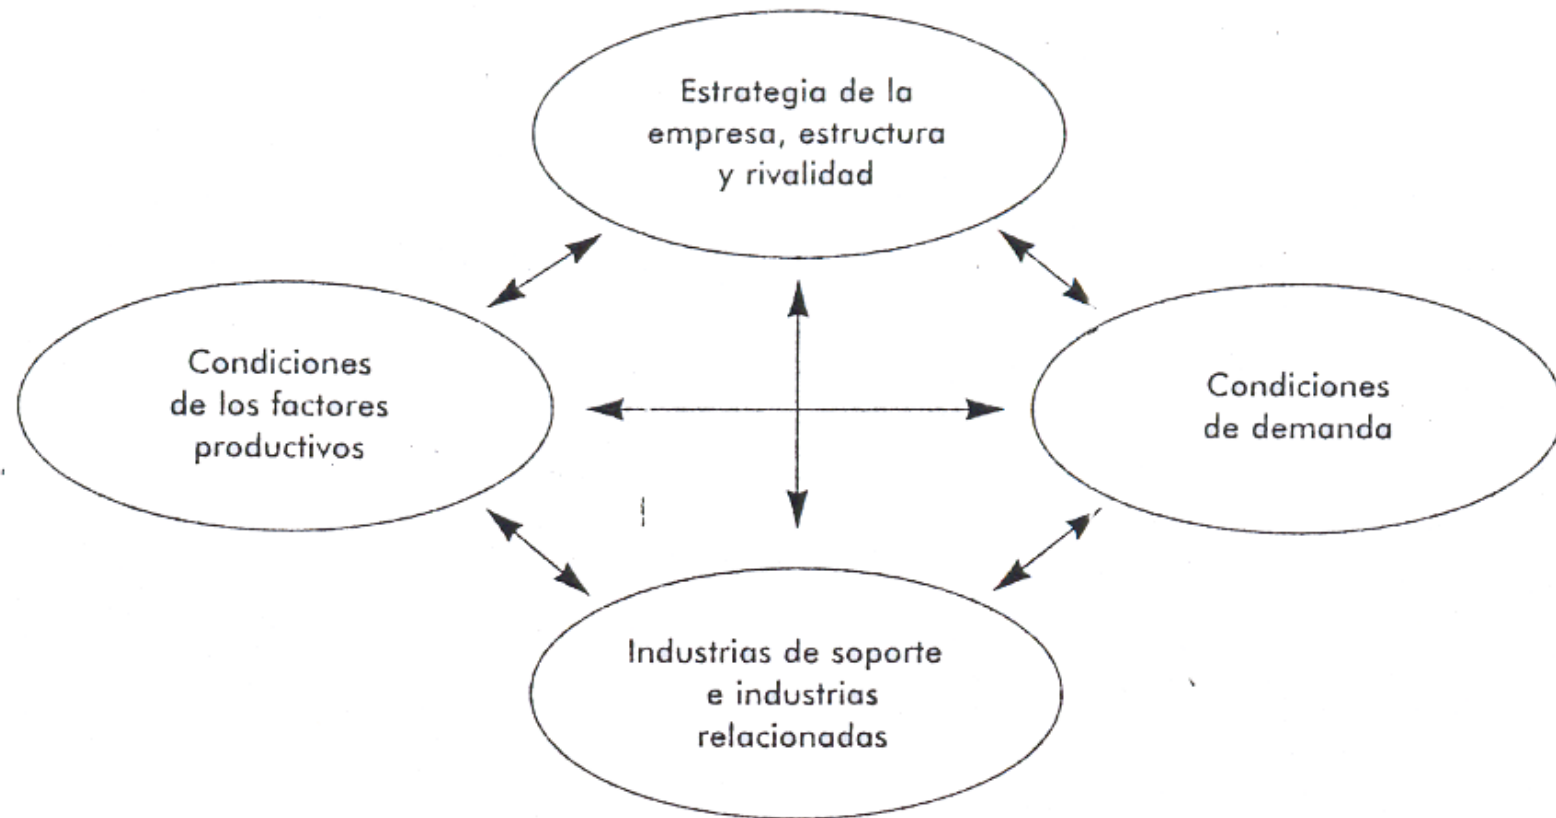 Estrategia de la
empresa, estructura
y rivalidad
Condiciones
de los factores
productivos
Condiciones
de demanda
Industrias de soporte
e industrias
relacionadas